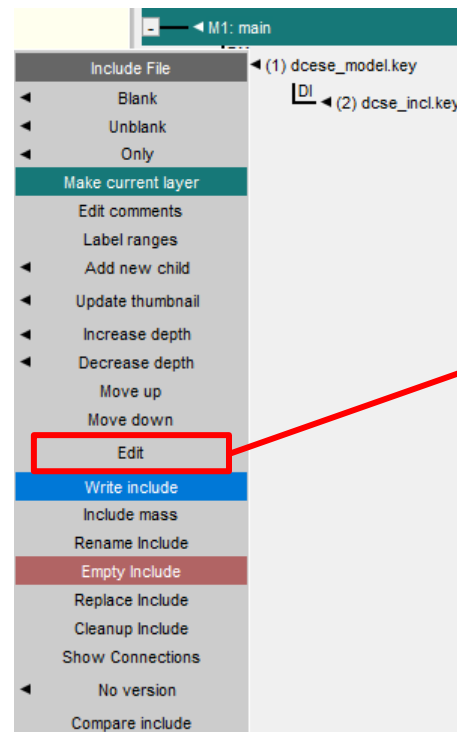 - M1: main
Include File
(1) dcese_model.key
Blank
DI (2) dcse_incl.key
Unblank
Only
Make current layer
Edit comments
Label ranges
Add new child
Update thumbnail
Increase depth
Decrease depth
Move up
Move down
Edit
Write include
Include mass
Rename Include
Empty Include
Replace Include
Cleanup Include
Show Connections
No version
Compare include